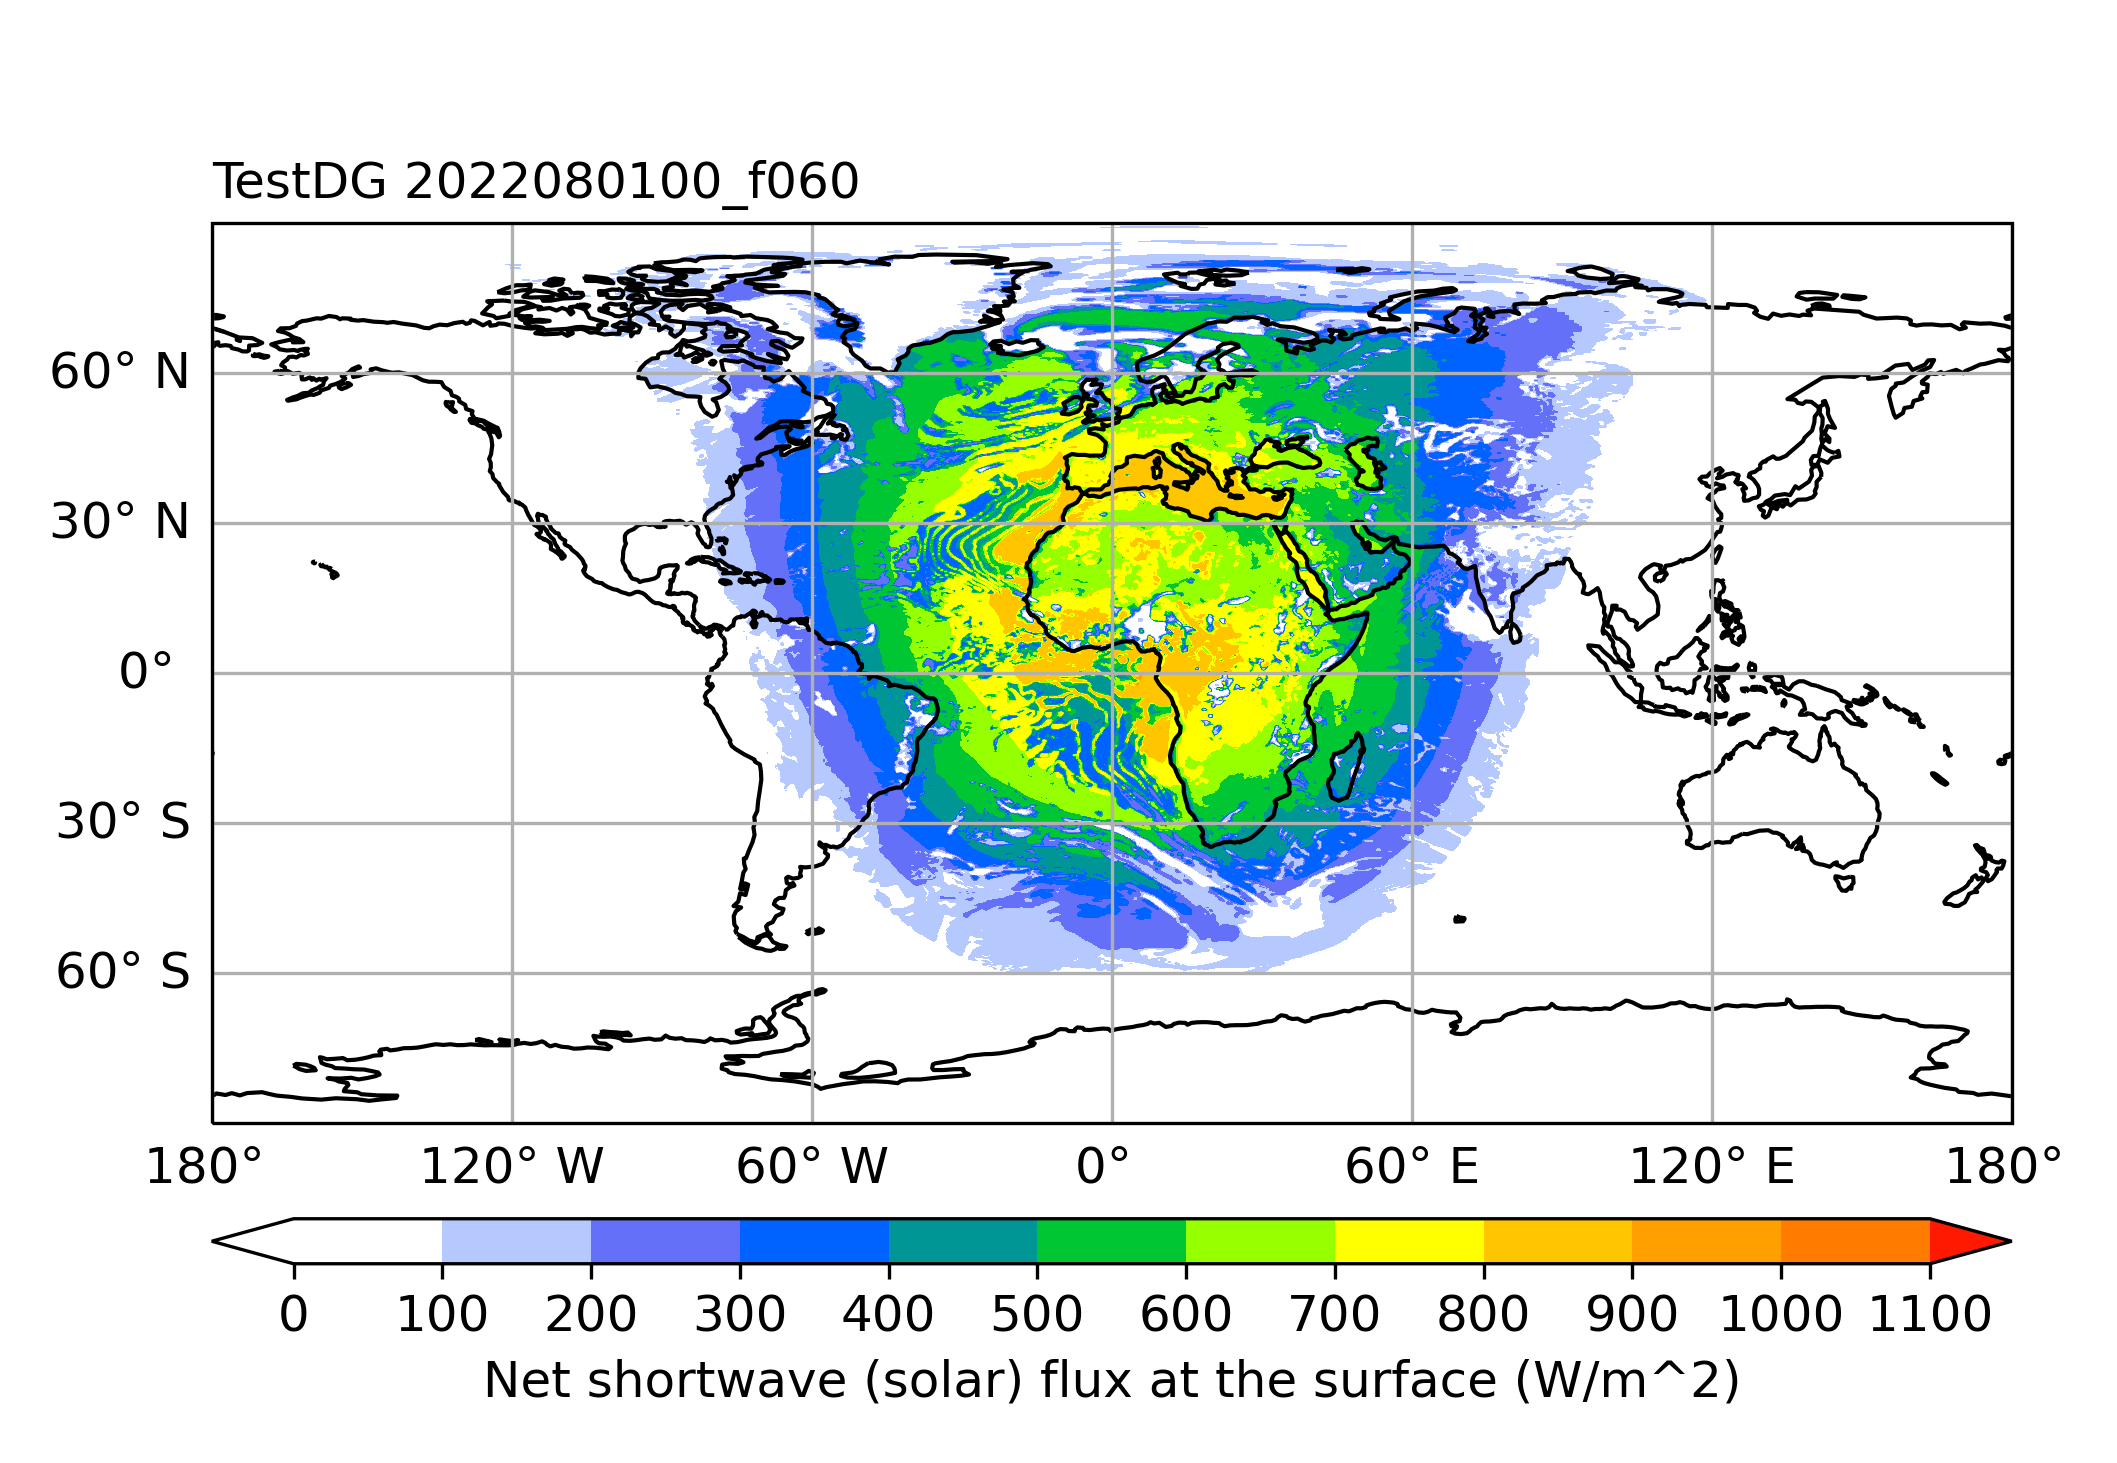 TestDG 2022080100_f060
60° N
30° N
0°
30° S
60° S
180° 120° W 60° W 0° 60° E 120° E 180°
0 100 200 300 400 500 600 700 800 900 1000 1100
Net shortwave (solar) flux at the surface (W/m^2)